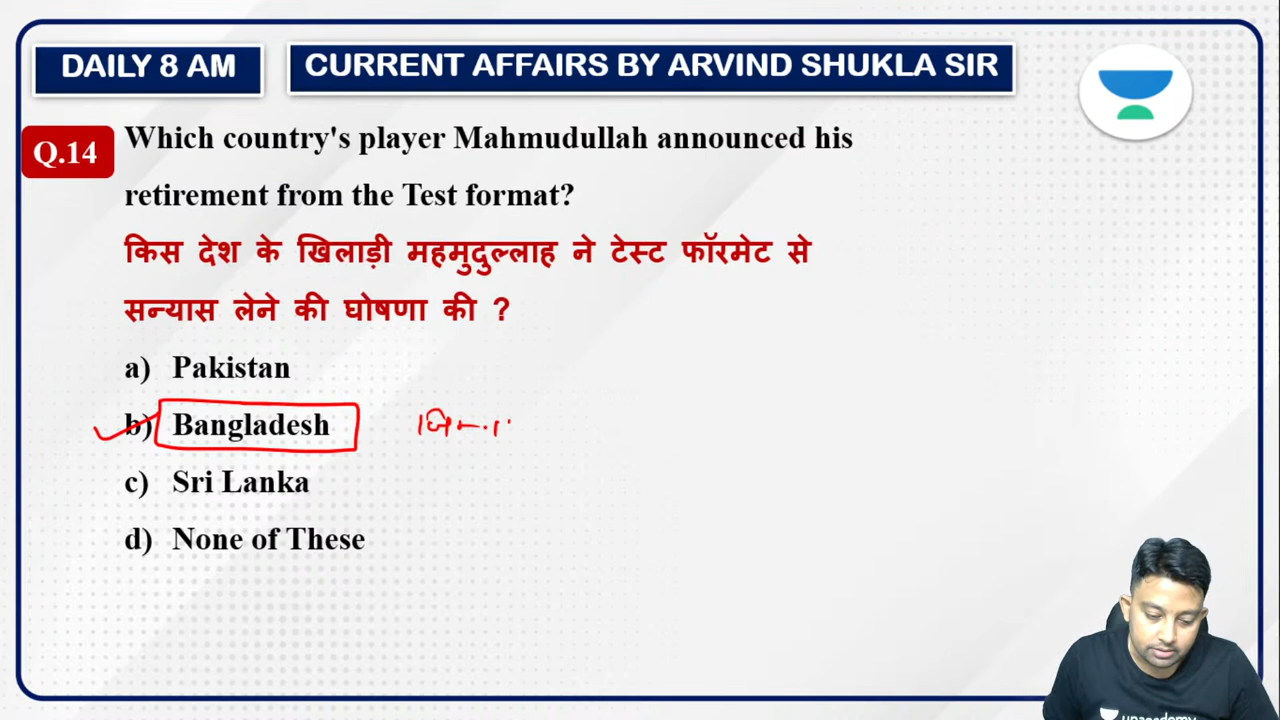 DAILY 8 AM
CURRENT AFFAIRS BY ARVIND SHUKLA SIR
Q.14
Which country's player Mahmudullah announced his
retirement from the Test format?
किस देश के खिलाड़ी महमुदुल्लाह ने टेस्ट फॉरमेट से
सन्यास लेने की घोषणा की ?
a) Pakistan
b) Bangladesh
c) Sri Lanka
d) None of These
unacademy